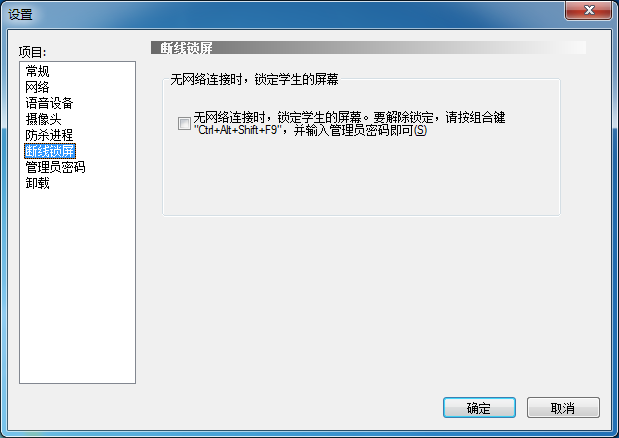 设置
项目:
常规
网络
语音设备
摄像头
防杀进程
断线锁屏
管理员密码
卸载
断线锁屏
无网络连接时，锁定学生的屏幕
无网络连接时，锁定学生的屏幕。要解除锁定，请按组合键
"Ctrl+Alt+Shift+F9"，并输入管理员密码即可(S)
确定
取消